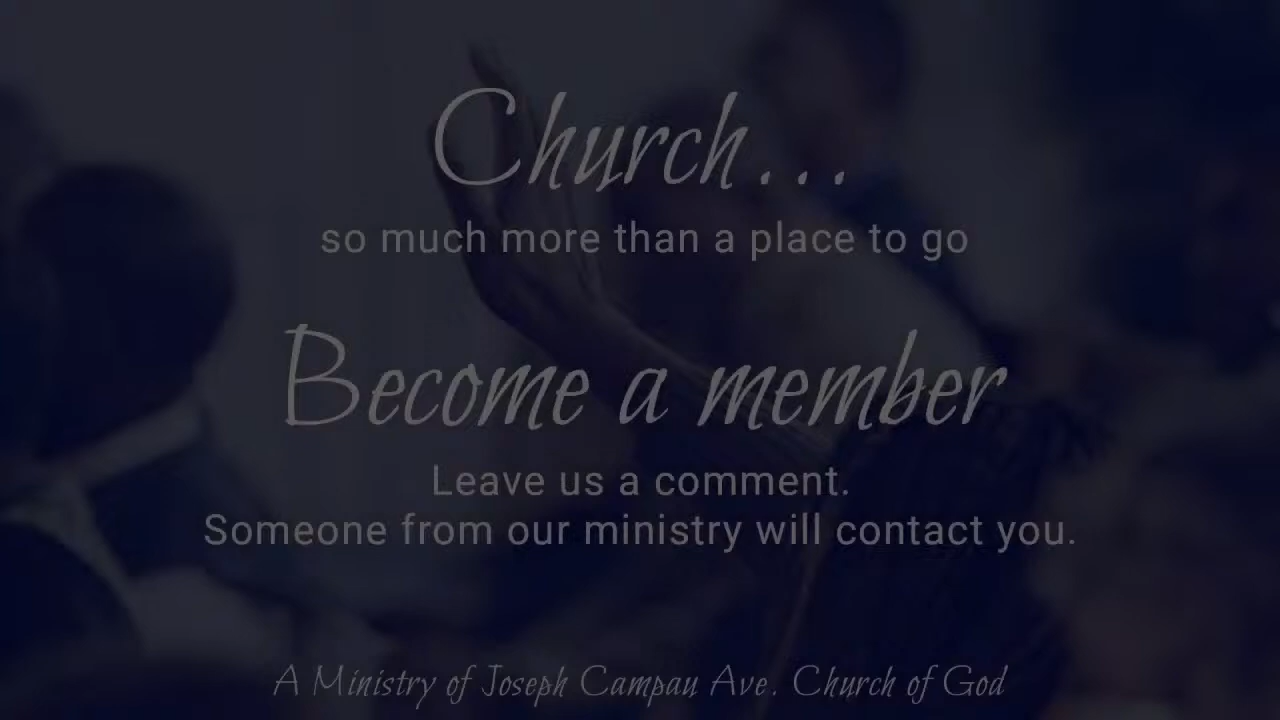 Church...
so much more than a place to go
Become a member
Leave us a comment.
Someone from our ministry will contact you.
A Ministry of Joseph Campau Ave. Church of God